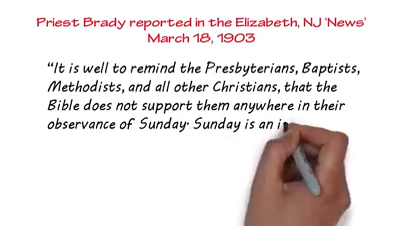 Priest Brady reported in the Elizabeth, NJ 'News'
March 18, 1903
“It is well to remind the Presbyterians, Baptists,
Methodists, and all other Christians, that the
Bible does not support them anywhere in their
observance of Sunday. Sunday is an i